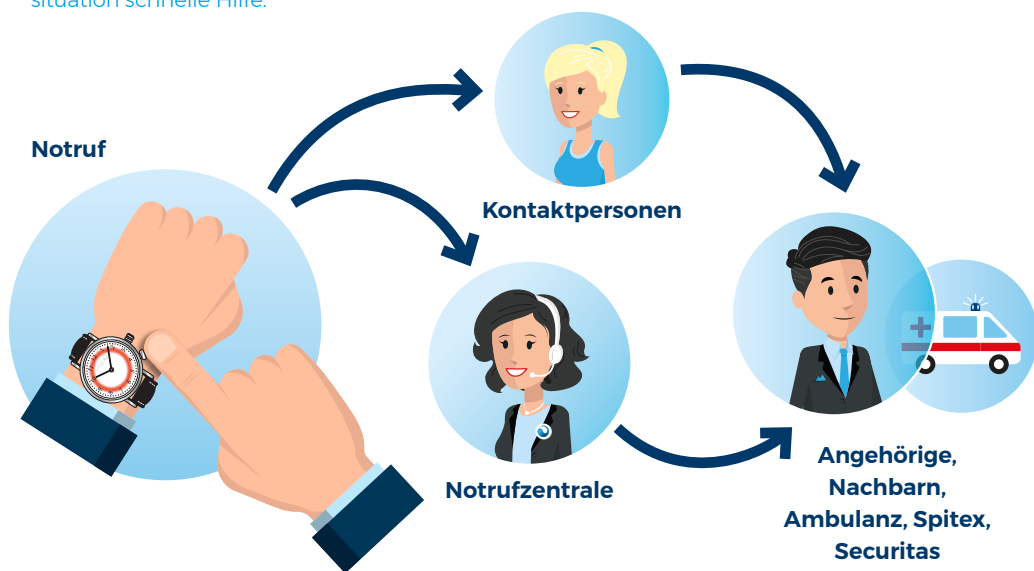 situation schnelle Hilfe.
Notruf
Kontaktpersonen
Notrufzentrale
Angehörige,
Nachbarn,
Ambulanz, Spitex,
Securitas